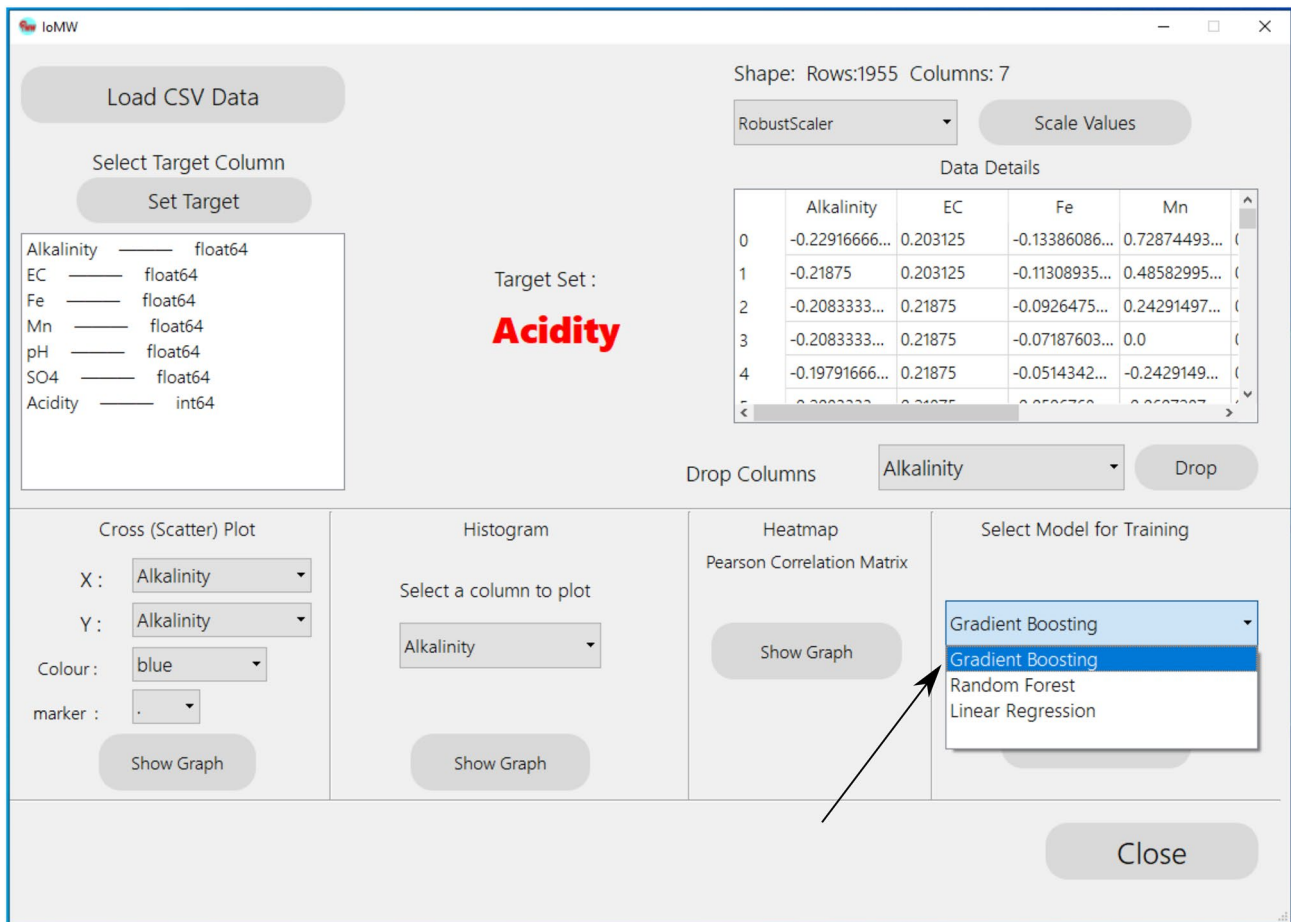 IoMW
Load CSV Data
Select Target Column
Set Target
Alkalinity ——— float64
EC ——— float64
Fe ——— float64
Mn ——— float64
pH ——— float64
SO4 ——— float64
Acidity ——— int64
Target Set :
Acidity
Shape: Rows:1955 Columns: 7
RobustScaler
Scale Values
Data Details
Alkalinity EC Fe Mn
0 -0.22916666... 0.203125 -0.13386086... 0.72874493...
1 -0.21875 0.203125 -0.11308935... 0.48582995...
2 -0.2083333... 0.21875 -0.0926475... 0.24291497...
3 -0.2083333... 0.21875 -0.07187603... 0.0
4 -0.19791666... 0.21875 -0.0514342... -0.2429149...
Drop Columns
Alkalinity
Drop
Cross (Scatter) Plot
X : Alkalinity
Y : Alkalinity
Colour : blue
marker : .
Show Graph
Histogram
Select a column to plot
Alkalinity
Show Graph
Heatmap
Pearson Correlation Matrix
Show Graph
Select Model for Training
Gradient Boosting
Gradient Boosting
Random Forest
Linear Regression
Close